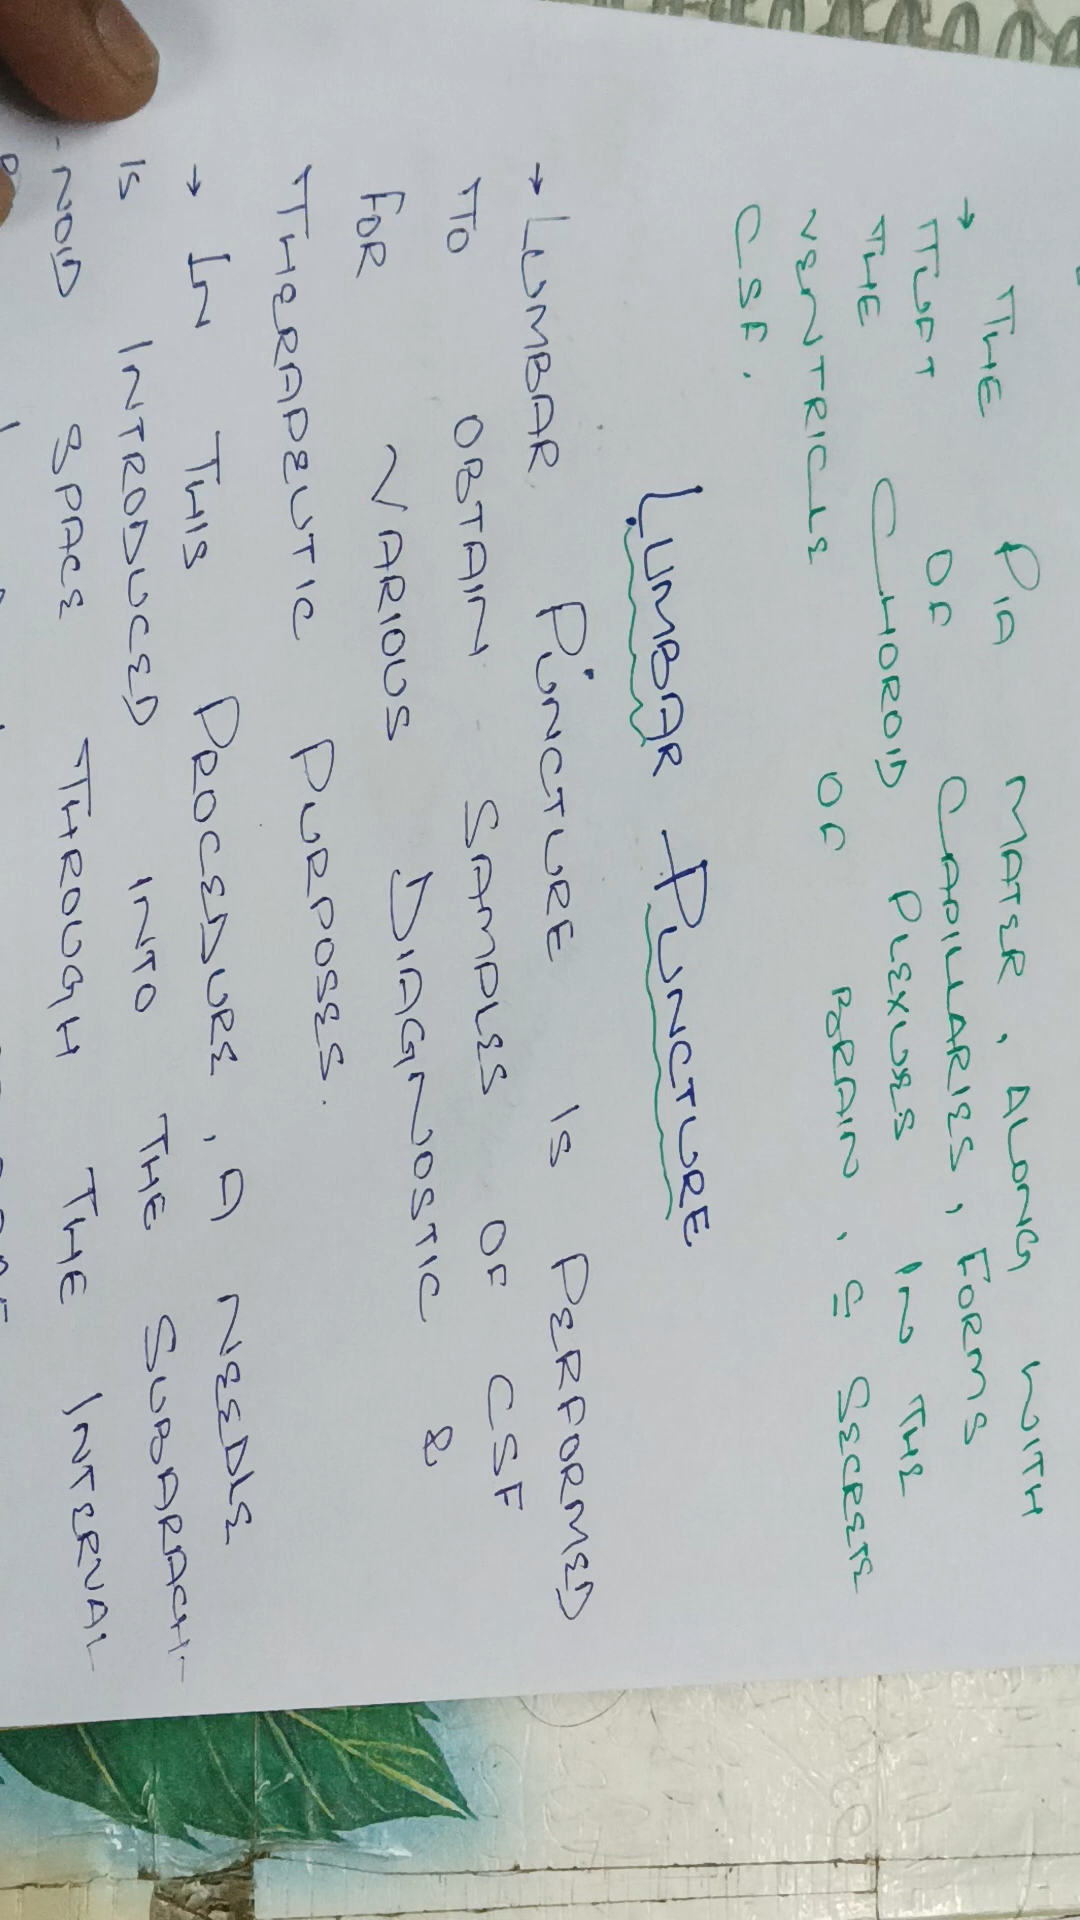 → THE PIA MATER, ALONG WITH
TUFT OF CAPILLARIES, FORMS
THE CHOROID PLEXUSES IN THE
VENTRICLE OF BRAIN, & SECRETE
CSF.
LUMBAR PUNCTURE
→ LUMBAR PUNCTURE IS PERFORMED
TO OBTAIN SAMPLES OF CSF
FOR VARIOUS DIAGNOSTIC &
THERAPEUTIC PURPOSES.
→ IN THIS PROCEDURE, A NEEDLE
IS INTRODUCED INTO THE SUBARACH-
-NOID SPACE THROUGH THE INTERVAL